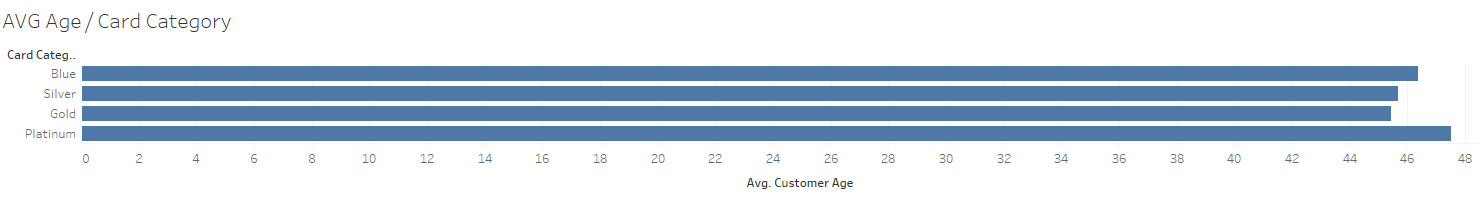 AVG Age / Card Category
Card Categ..
Blue
Silver
Gold
Platinum
0 2 4 6 8 10 12 14 16 18 20 22 24 26 28 30 32 34 36 38 40 42 44 46 48
Avg. Customer Age